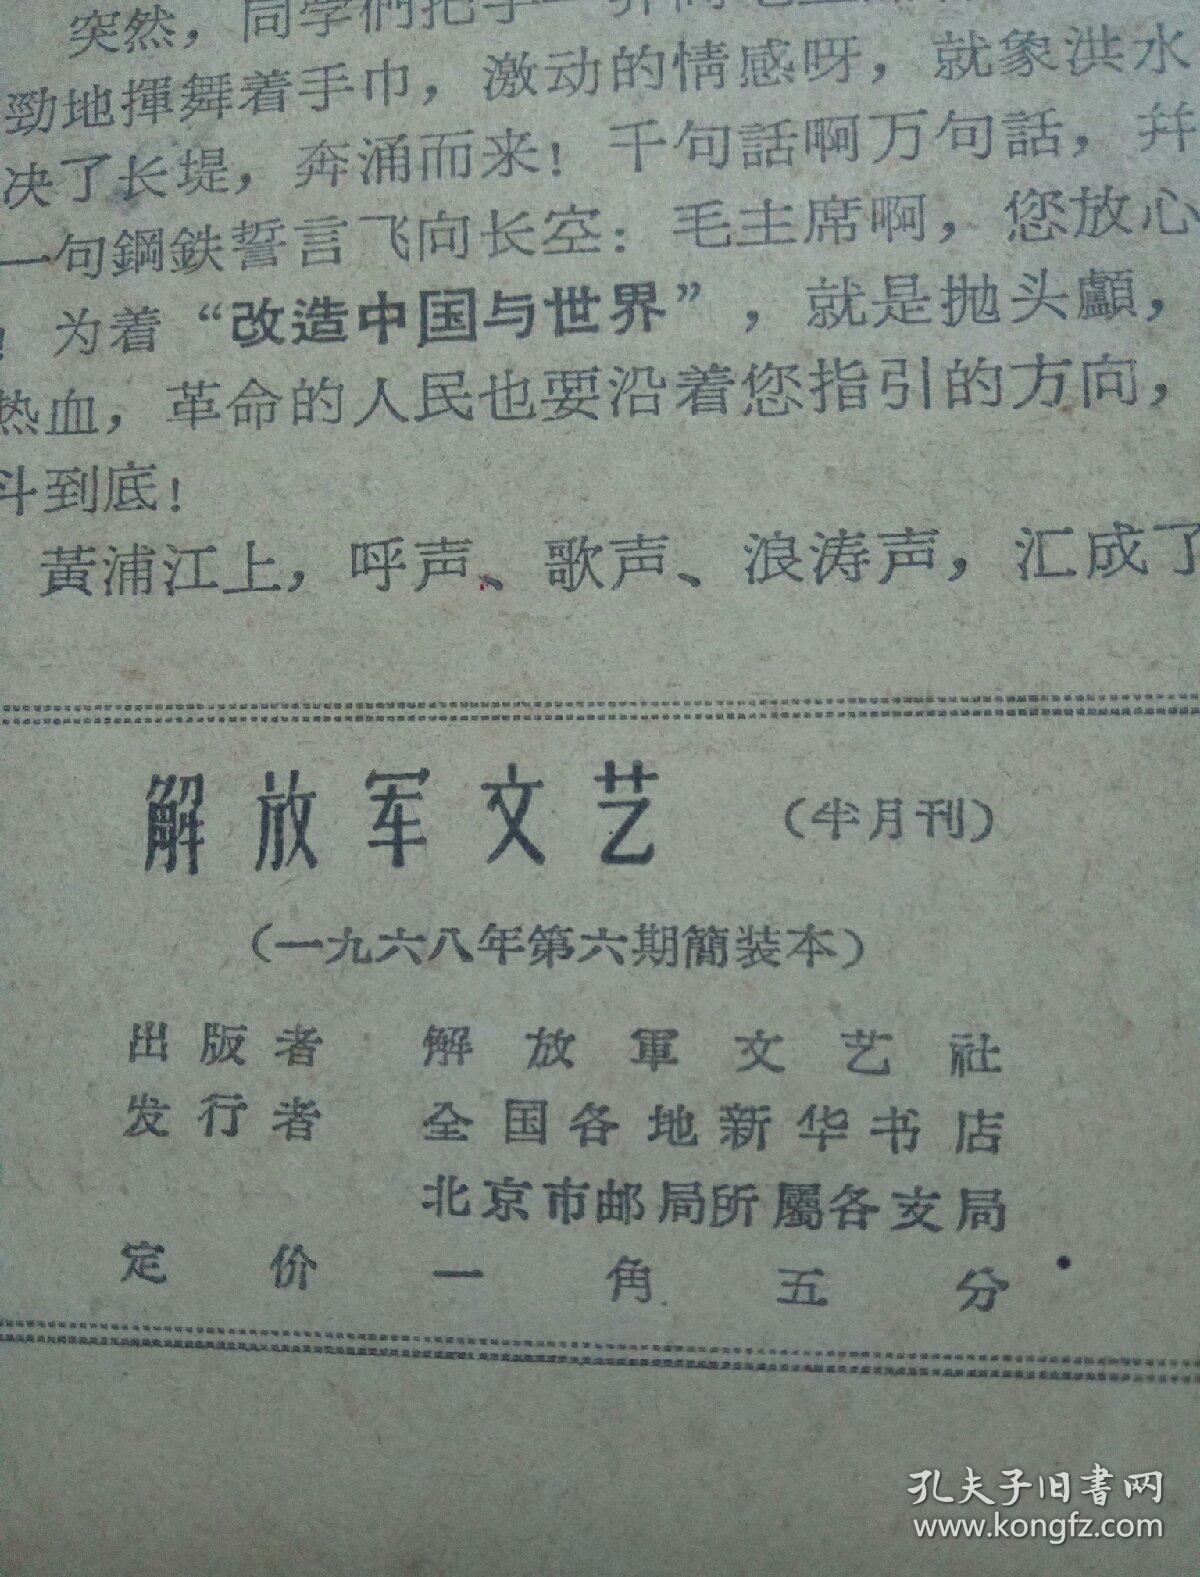 突然，同学們把手一
勁地揮舞着手巾，激动的情感呀，就象洪水
决了长堤，奔涌而来！千句話啊万句話，幷
一句鋼鉄誓言飞向长空：毛主席啊，您放心
！为着“改造中国与世界”，就是抛头顱，
热血，革命的人民也要沿着您指引的方向，
斗到底！
黃浦江上，呼声、歌声、浪涛声，汇成了
解放军文艺 （半月刊）
（一九六八年第六期簡装本）
出版者 解放軍文艺社
发行者 全国各地新华书店
北京市邮局所屬各支局
定价 一角五分
孔夫子旧书网
www.kongfz.com